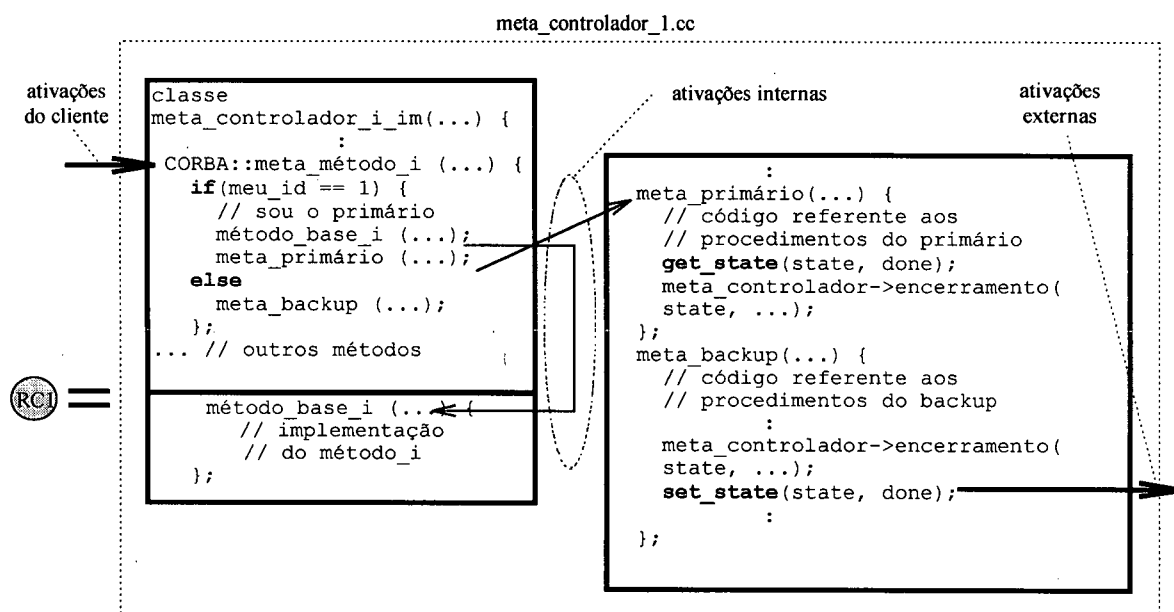 meta_controlador_1.cc
ativações
do cliente
ativações internas
ativações
externas
classe
meta_controlador_i_im(...) {
:
CORBA::meta_método_i (...) {
if(meu_id == 1) {
// sou o primário
método_base_i (...);
meta_primário (...);
else
meta_backup (...);
};
... // outros métodos
RC1
método_base_i (...) {
// implementação
// do método_i
};
:
meta_primário(...) {
// código referente aos
// procedimentos do primário
get_state(state, done);
meta_controlador->encerramento(
state, ...);
};
meta_backup(...) {
// código referente aos
// procedimentos do backup
:
meta_controlador->encerramento(
state, ...);
set_state(state, done);
:
};